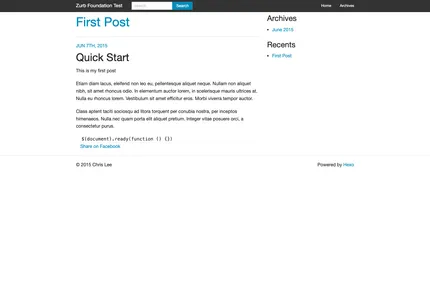 Zurb Foundation Test
Search
Home
Archives
First Post
JUN 7TH, 2015
Quick Start
This is my first post
Etiam diam lacus, eleifend non leo eu, pellentesque aliquet neque. Nullam non aliquet
nibh, sit amet rhoncus odio. In elementum auctor lorem, in scelerisque mauris ultrices at.
Nulla eu rhoncus lorem. Vestibulum sit amet efficitur eros. Morbi viverra tempor auctor.
Class aptent taciti sociosqu ad litora torquent per conubia nostra, per inceptos
himenaeos. Nulla nec quam porta elit aliquet pretium. Integer vitae posuere orci, a
consectetur purus.
$(document).ready(function () {})
Share on Facebook
Archives
June 2015
Recents
First Post
© 2015 Chris Lee
Powered by Hexo